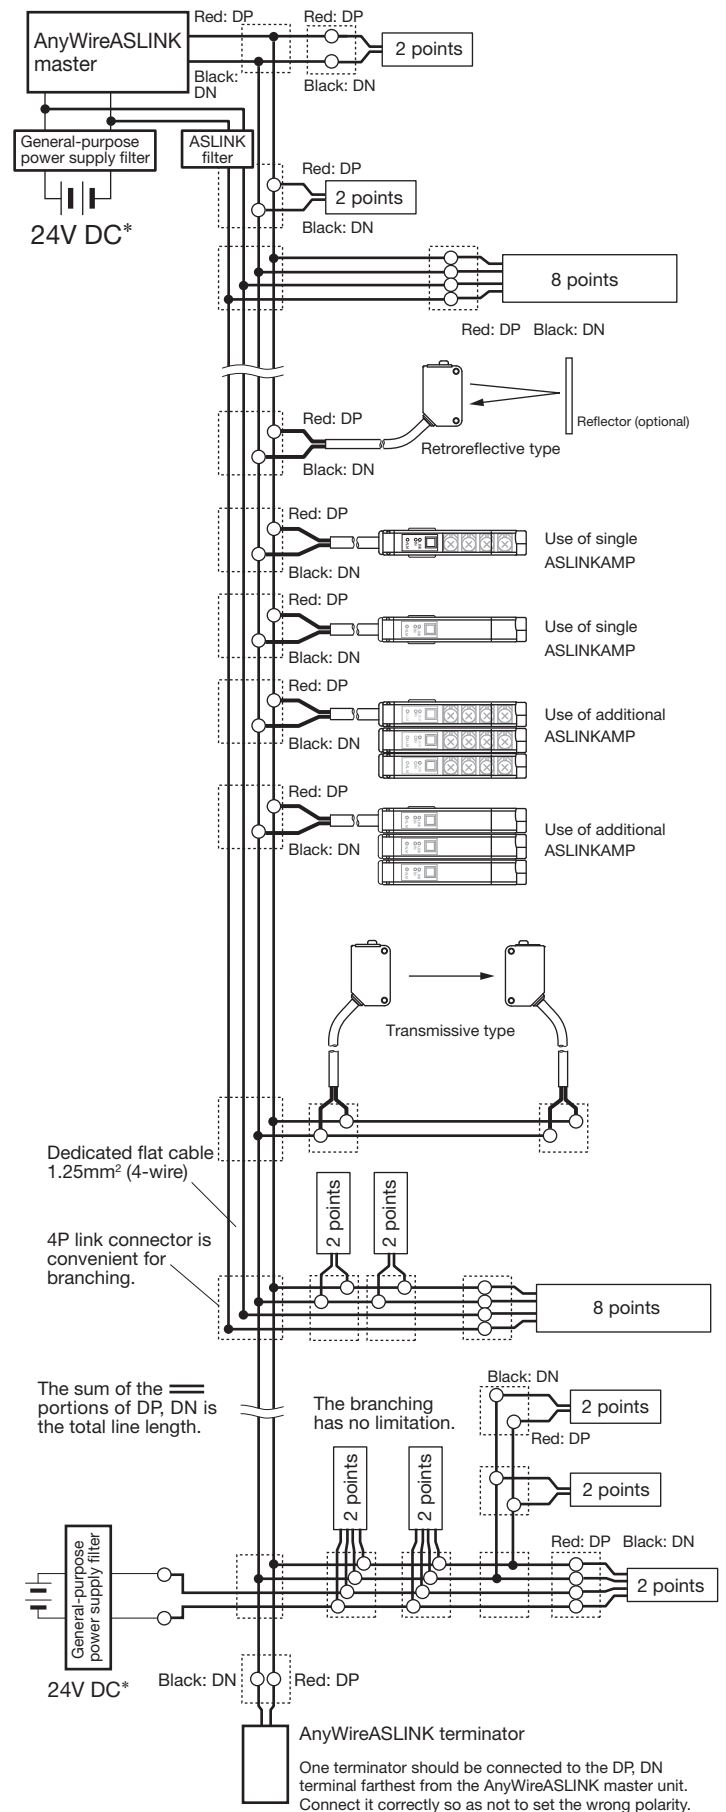 Red: DP
Red: DP
AnyWireASLINK
master
2 points
Black:
DN
Black: DN
General-purpose
power supply filter
ASLINK
filter
24V DC*
Red: DP
2 points
Black: DN
8 points
Red: DP Black: DN
Red: DP
Black: DN
Retroreflective type
Reflector (optional)
Red: DP
Black: DN
Use of single
ASLINKAMP
Red: DP
Black: DN
Use of single
ASLINKAMP
Red: DP
Black: DN
Use of additional
ASLINKAMP
Red: DP
Black: DN
Use of additional
ASLINKAMP
Transmissive type
Dedicated flat cable
1.25mm² (4-wire)
4P link connector is
convenient for
branching.
2 points
2 points
8 points
The sum of the
portions of DP, DN is
the total line length.
The branching
has no limitation.
Black: DN
2 points
Red: DP
2 points
2 points
2 points
Red: DP Black: DN
2 points
General-purpose
power supply filter
24V DC*
Black: DN
Red: DP
AnyWireASLINK terminator
One terminator should be connected to the DP, DN
terminal farthest from the AnyWireASLINK master unit.
Connect it correctly so as not to set the wrong polarity.